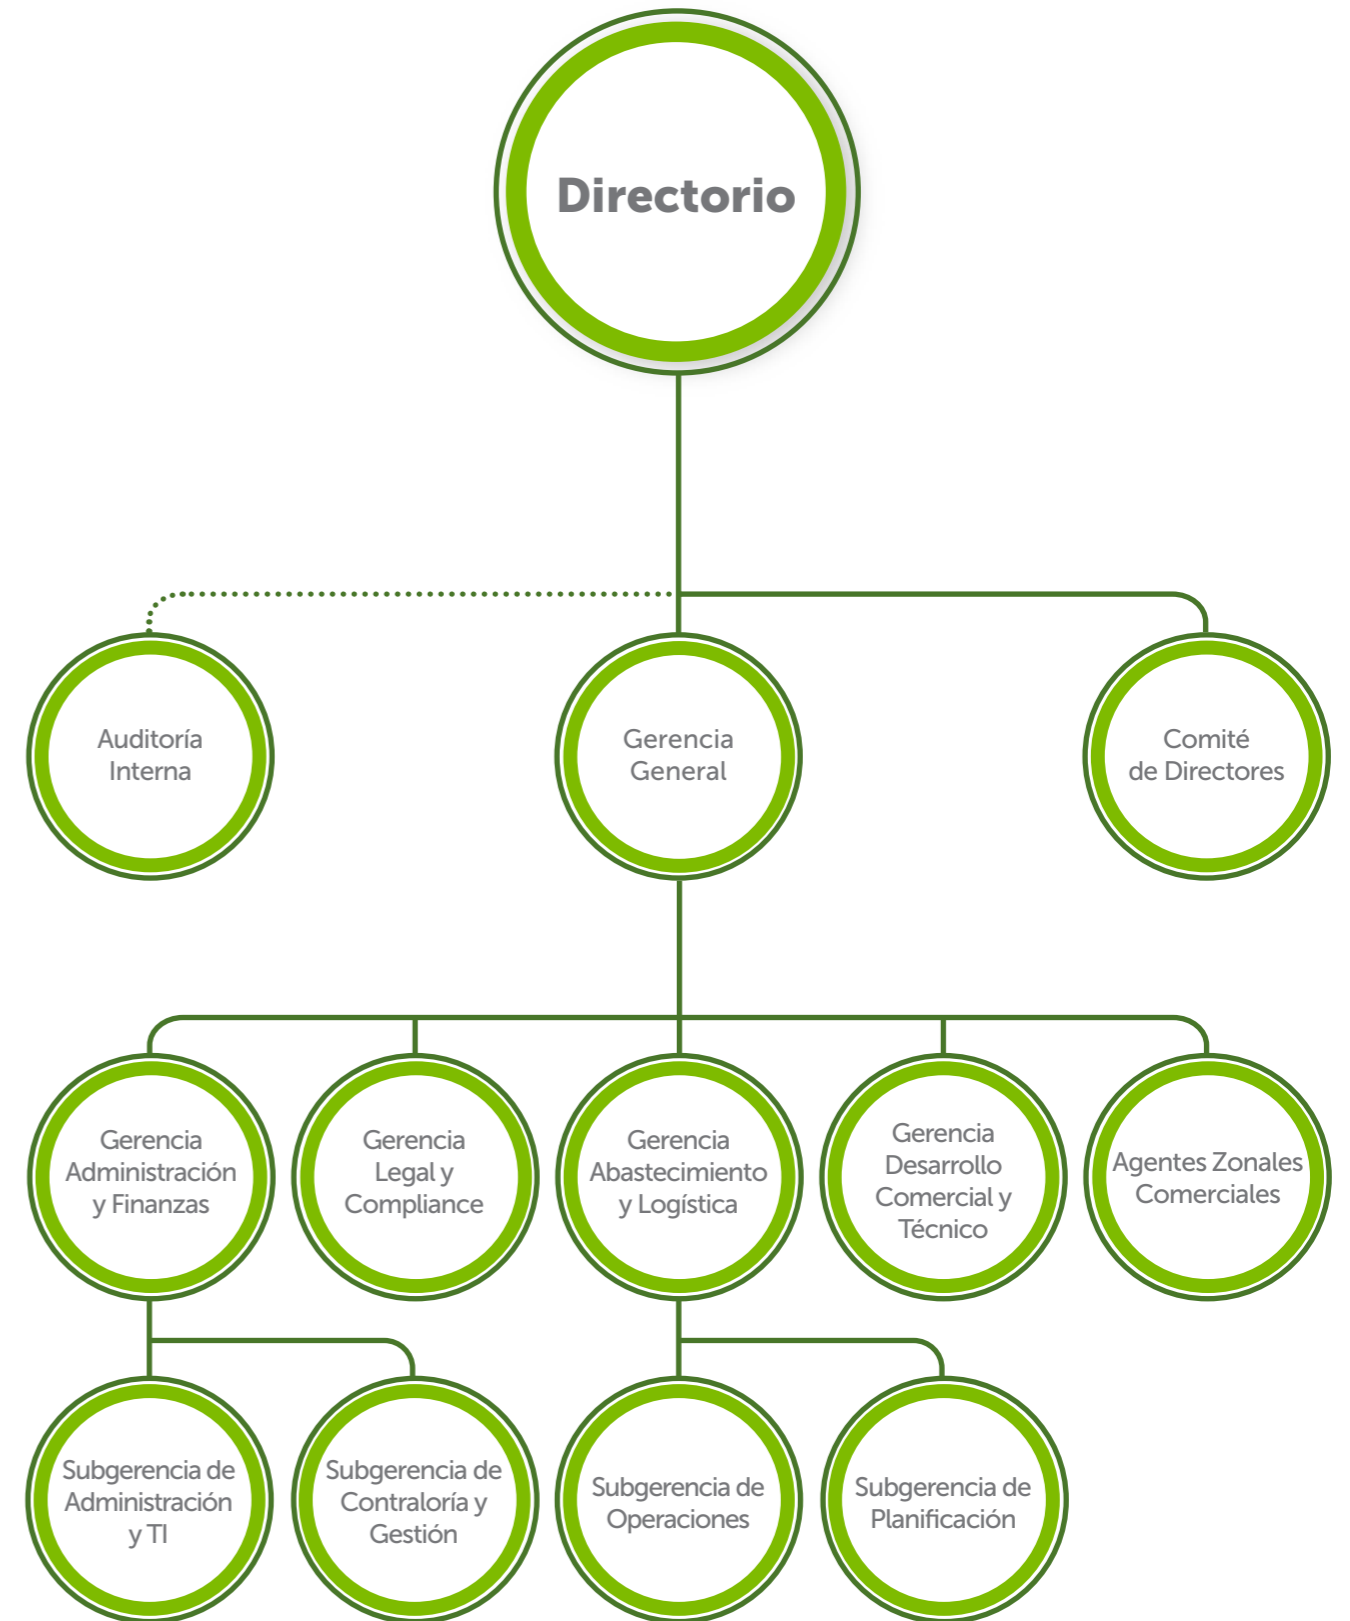 Directorio
Auditoría
Interna
Gerencia
General
Comité
de Directores
Gerencia
Administración
y Finanzas
Gerencia
Legal y
Compliance
Gerencia
Abastecimiento
y Logística
Gerencia
Desarrollo
Comercial y
Técnico
Agentes Zonales
Comerciales
Subgerencia de
Administración
y TI
Subgerencia de
Contraloría y
Gestión
Subgerencia de
Operaciones
Subgerencia de
Planificación